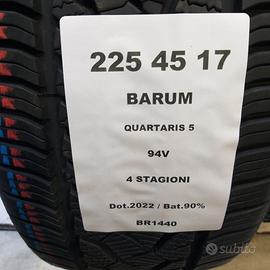 225 45 17
BARUM
QUARTARIS 5
94V
4 STAGIONI
Dot.2022 / Bat.90%
BR1440
subito